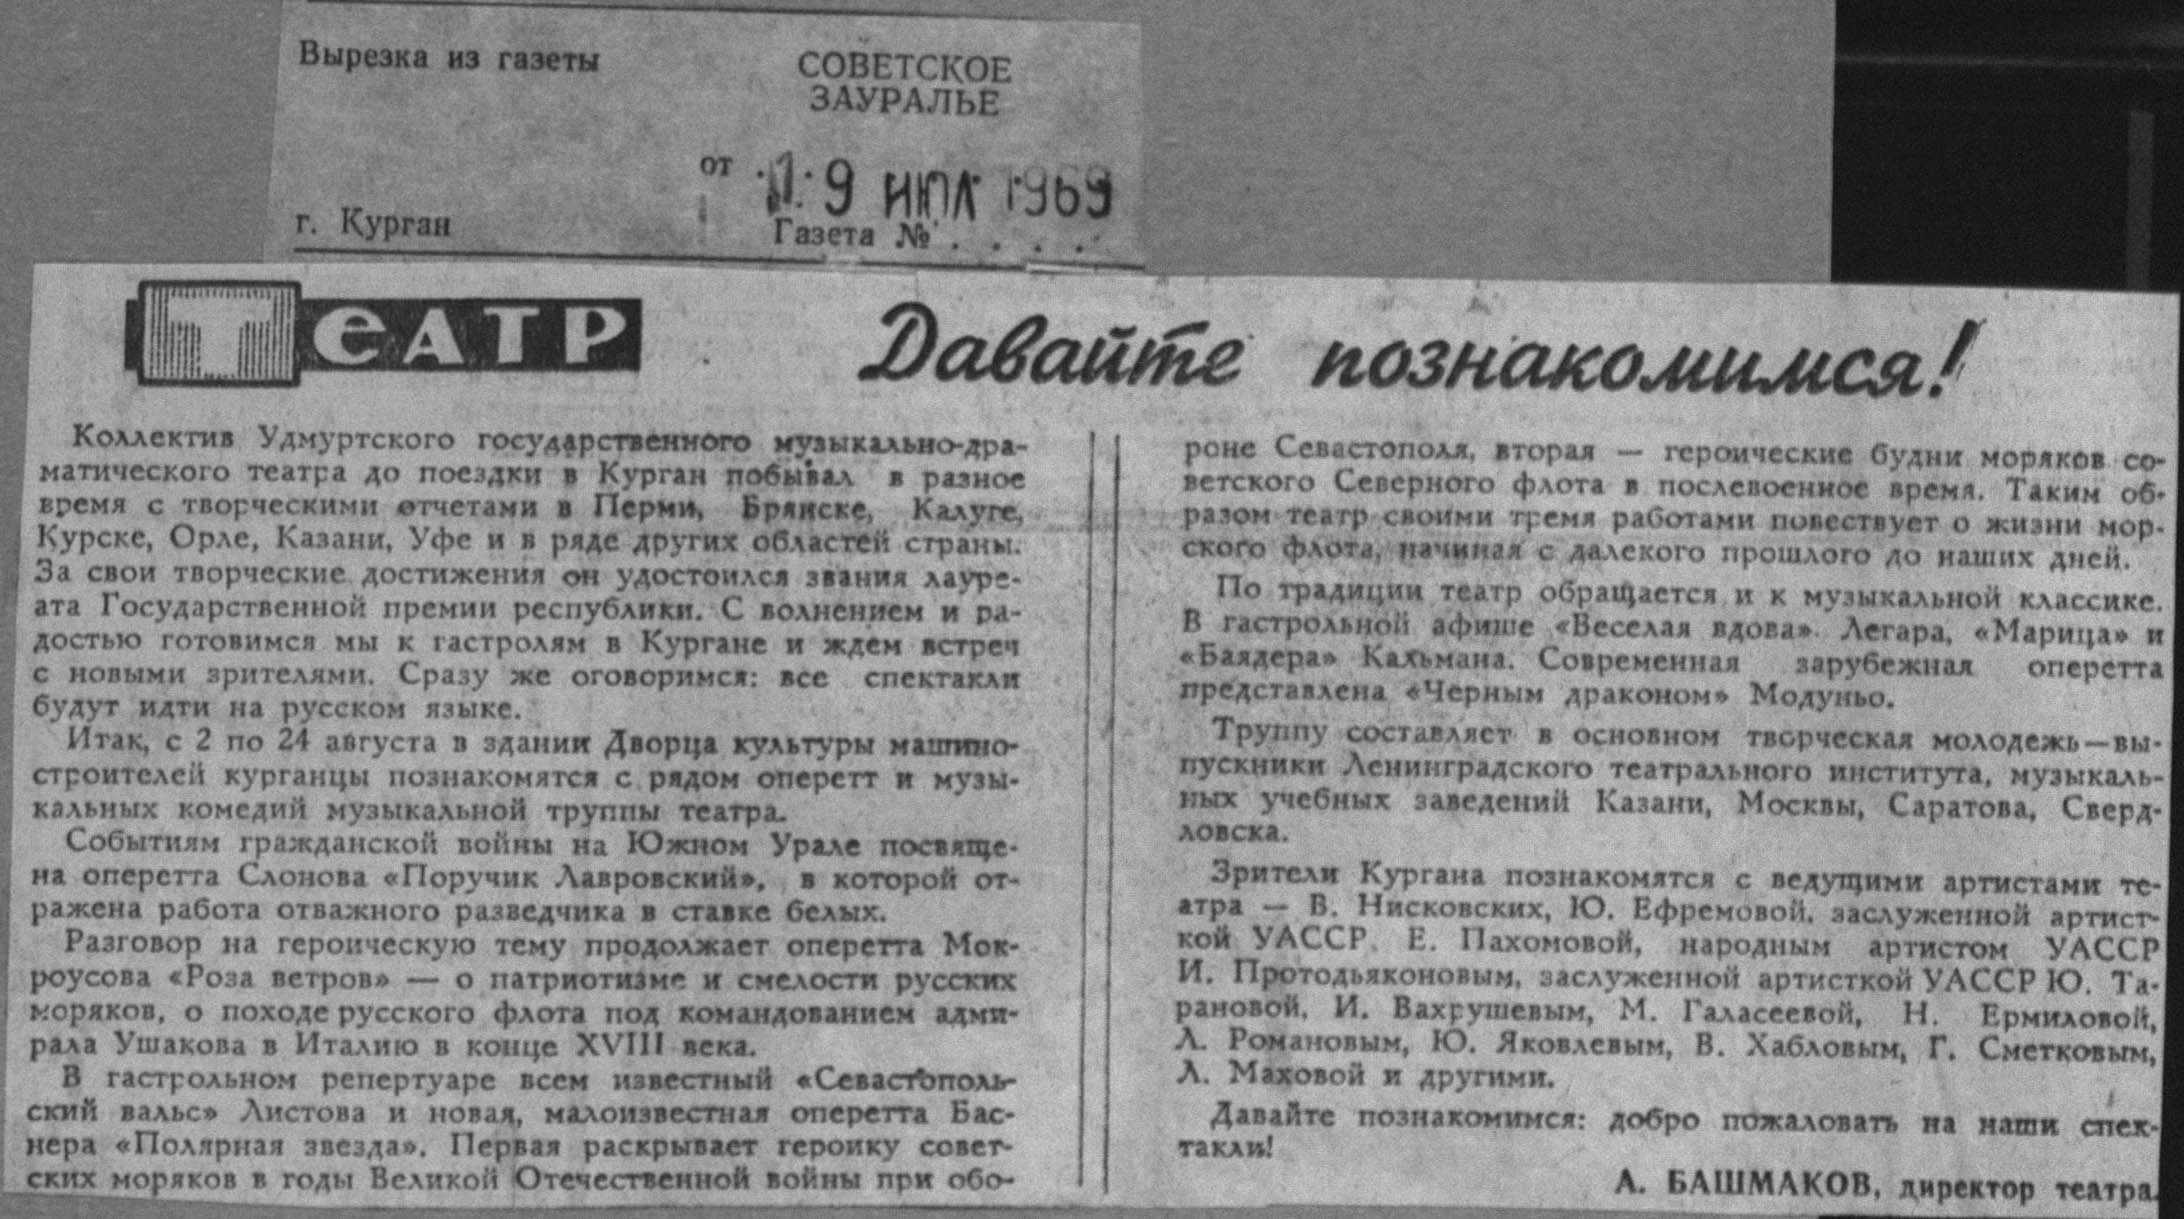 Вырезка из газеты
СОВЕТСКОЕ
ЗАУРАЛЬЕ
от 19 ИЮЛ 1969
г. Курган
Газета № . . . .
ТЕАТР
Давайте познакомимся!
Коллектив Удмуртского государственного музыкально-дра-
матического театра до поездки в Курган побывал в разное
время с творческими отчетами в Перми, Брянске, Калуге,
Курске, Орле, Казани, Уфе и в ряде других областей страны.
За свои творческие достижения он удостоился звания лауре-
ата Государственной премии республики. С волнением и ра-
достью готовимся мы к гастролям в Кургане и ждем встреч
с новыми зрителями. Сразу же оговоримся: все спектакли
будут идти на русском языке.
Итак, с 2 по 24 августа в здании Дворца культуры машино-
строителей курганцы познакомятся с рядом оперетт и музы-
кальных комедий музыкальной труппы театра.
Событиям гражданской войны на Южном Урале посвяще-
на оперетта Слонова «Поручик Лавровский», в которой от-
ражена работа отважного разведчика в ставке белых.
Разговор на героическую тему продолжает оперетта Мок-
роусова «Роза ветров» — о патриотизме и смелости русских
моряков, о походе русского флота под командованием адми-
рала Ушакова в Италию в конце XVIII века.
В гастрольном репертуаре всем известный «Севастополь-
ский вальс» Листова и новая, малоизвестная оперетта Бас-
нера «Полярная звезда». Первая раскрывает героику совет-
ских моряков в годы Великой Отечественной войны при обо-
роне Севастополя, вторая — героические будни моряков со-
ветского Северного флота в послевоенное время. Таким об-
разом театр своими тремя работами повествует о жизни мор-
ского флота, начиная с далекого прошлого до наших дней.
По традиции театр обращается и к музыкальной классике.
В гастрольной афише «Веселая вдова» Легара, «Марица» и
«Баядера» Кальмана. Современная зарубежная оперетта
представлена «Черным драконом» Модуньо.
Труппу составляет в основном творческая молодежь—вы-
пускники Ленинградского театрального института, музыкаль-
ных учебных заведений Казани, Москвы, Саратова, Сверд-
ловска.
Зрители Кургана познакомятся с ведущими артистами те-
атра — В. Нисковских, Ю. Ефремовой, заслуженной артист-
кой УАССР Е. Пахомовой, народным артистом УАССР
И. Протодьяконовым, заслуженной артисткой УАССР Ю. Та-
рановой, И. Вахрушевым, М. Галасеевой, Н. Ермиловой,
Л. Романовым, Ю. Яковлевым, В. Хабловым, Г. Сметковым,
Л. Маховой и другими.
Давайте познакомимся: добро пожаловать на наши спек-
такли!
А. БАШМАКОВ, директор театра.